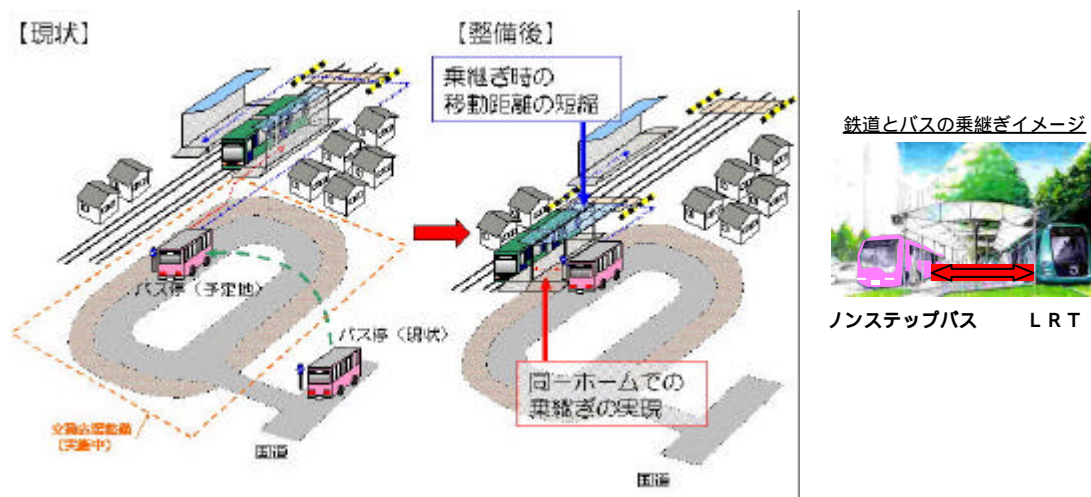 【現状】
【整備後】
乗継ぎ時の
移動距離の短縮
鉄道とバスの乗継ぎイメージ
バス停(予定地)
バス停(現状)
ノンステップバス
LRT
同一ホームでの
乗継ぎの実現
(実施中)
国道
国道